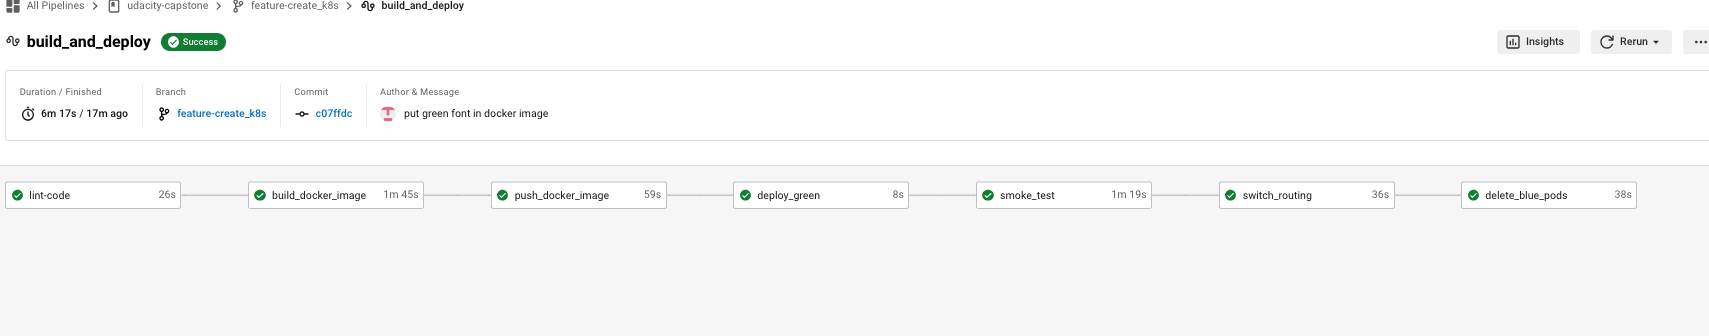 All Pipelines udacity-capstone feature-create_k8s build_and_deploy
build_and_deploy Success Insights Rerun
Duration / Finished Branch Commit Author & Message
6m 17s / 17m ago feature-create_k8s c07ffdc put green font in docker image
lint-code 26s build_docker_image 1m 45s push_docker_image 59s deploy_green 8s smoke_test 1m 19s switch_routing 36s delete_blue_pods 38s